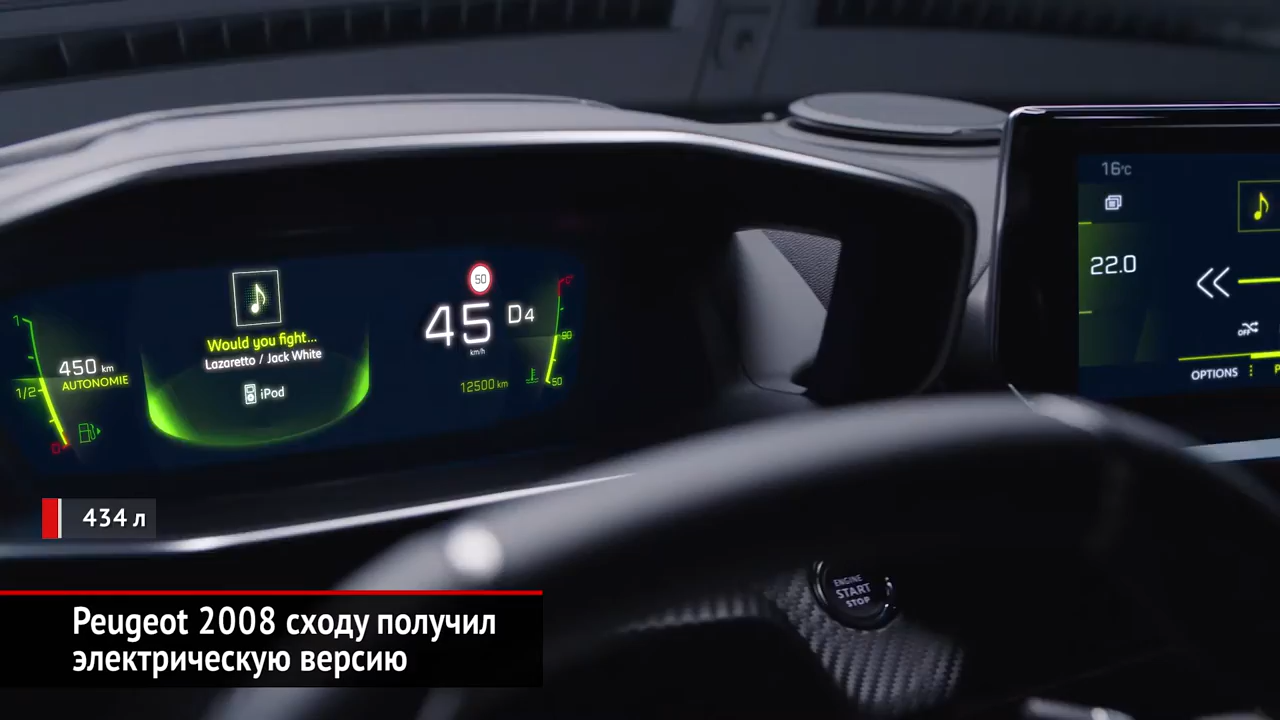 16°C
50
22.0
45
D4
km/h
1
450 km
AUTONOMIE
1/2
0
Would you fight...
Lazaretto / Jack White
iPod
12500 km
90
50
OFF
OPTIONS
434 л
ENGINE
START
STOP
Peugeot 2008 сходу получил
электрическую версию